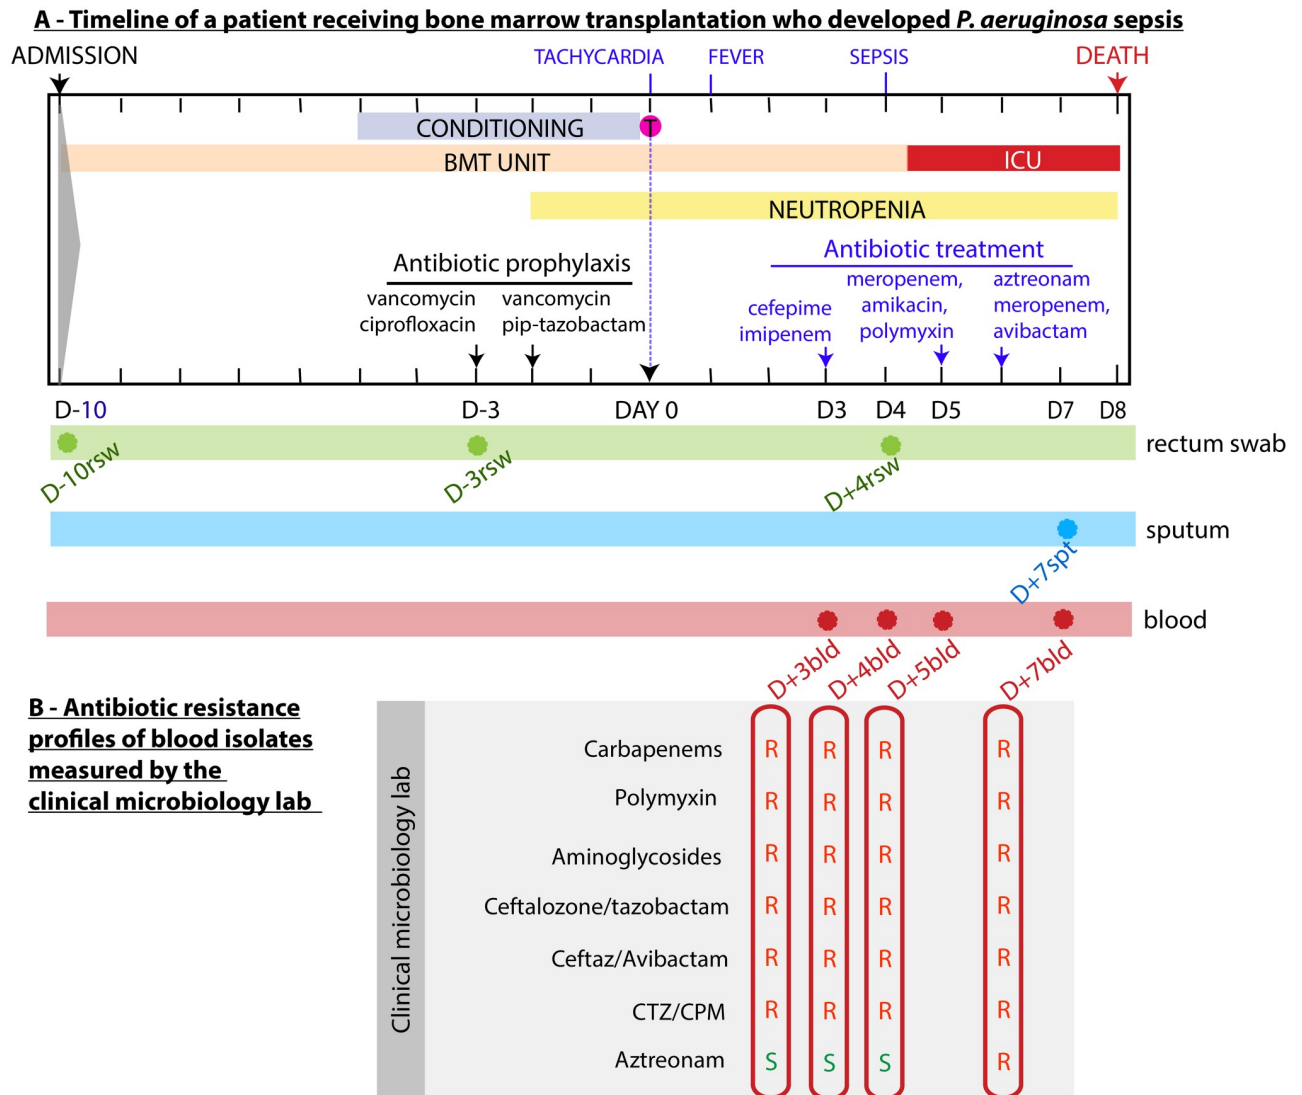 A - Timeline of a patient receiving bone marrow transplantation who developed P. aeruginosa sepsis
ADMISSION
TACHYCARDIA
FEVER
SEPSIS
DEATH
CONDITIONING
T
BMT UNIT
ICU
NEUTROPENIA
Antibiotic prophylaxis
vancomycin
ciprofloxacin
vancomycin
pip-tazobactam
Antibiotic treatment
cefepime
imipenem
meropenem,
amikacin,
polymyxin
aztreonam
meropenem,
avibactam
D-10
D-3
DAY 0
D3
D4
D5
D7
D8
rectum swab
D-10rsw
D-3rsw
D+4rsw
sputum
D+7spt
blood
D+3bld
D+4bld
D+5bld
D+7bld
B - Antibiotic resistance
profiles of blood isolates
measured by the
clinical microbiology lab
Clinical microbiology lab
Carbapenems R R R R
Polymyxin R R R R
Aminoglycosides R R R R
Ceftalozone/tazobactam R R R R
Ceftaz/Avibactam R R R R
CTZ/CPM R R R R
Aztreonam S S S R